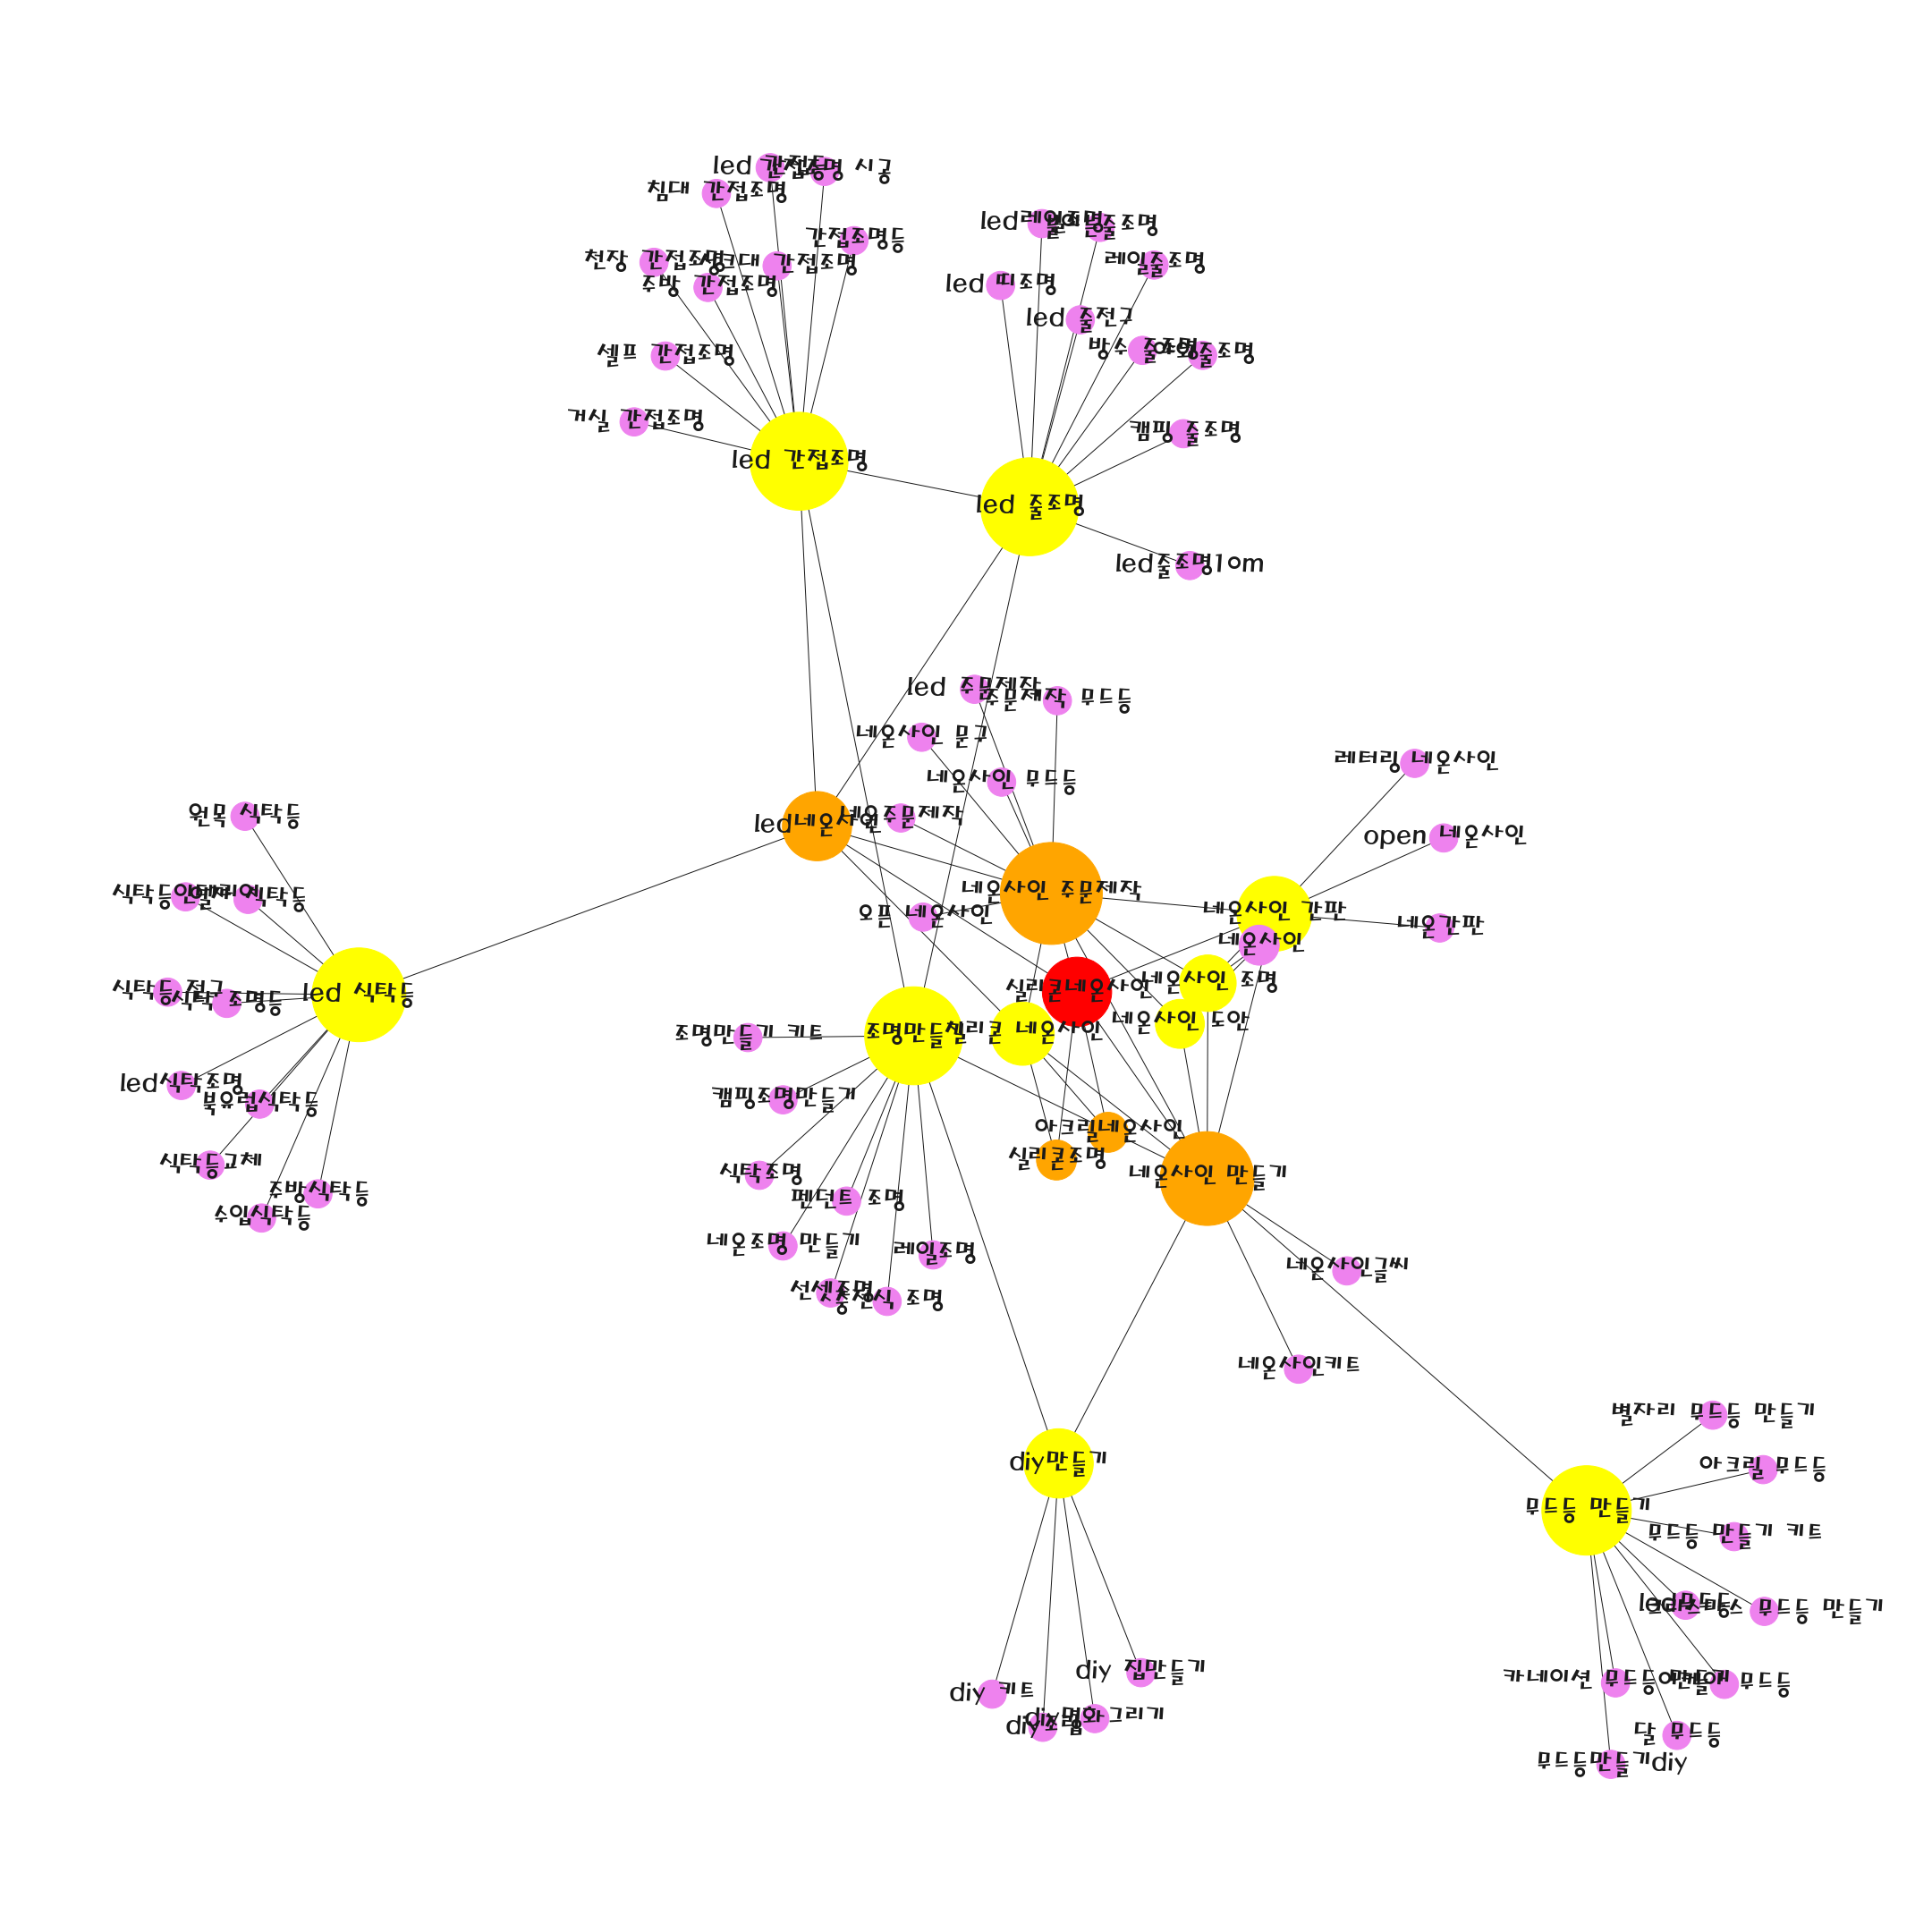 led 간접등
간접조명 시공
침대 간접조명
간접조명등
천장 간접조명
싱크대 간접조명
주방 간접조명
셀프 간접조명
거실 간접조명
led 간접조명
led레일조명
레일줄조명
led 띠조명
led 줄전구
방수 줄조명
야외줄조명
캠핑 줄조명
led 줄조명
led줄조명10m
led 주문제작
주문제작 무드등
네온사인 문구
네온사인 무드등
레터링 네온사인
네온주문제작
led네온사인
open 네온사인
네온사인 주문제작
오픈 네온사인
네온사인 간판
네온간판
네온사인
원목 식탁등
식탁등인테리어
식탁등
식탁등 전구
식탁 조명등
led 식탁등
led식탁조명
북유럽식탁등
식탁등교체
주방식탁등
수입식탁등
실리콘네온사인
네온사인 조명
네온사인 도안
조명만들기 키트
조명만들기
실리콘 네온사인
캠핑조명만들기
아크릴네온사인
실리콘조명
네온사인 만들기
식탁조명
펜던트 조명
네온조명 만들기
레일조명
선세조명
충전식 조명
네온사인글씨
네온사인키트
별자리 무드등 만들기
diy만들기
아크릴 무드등
무드등 만들기
무드등 만들기 키트
led무드등
크리스마스 무드등 만들기
diy 집만들기
카네이션 무드등만들기
무드등
diy 키트
diy명화그리기
diy조명
달 무드등
무드등만들기diy